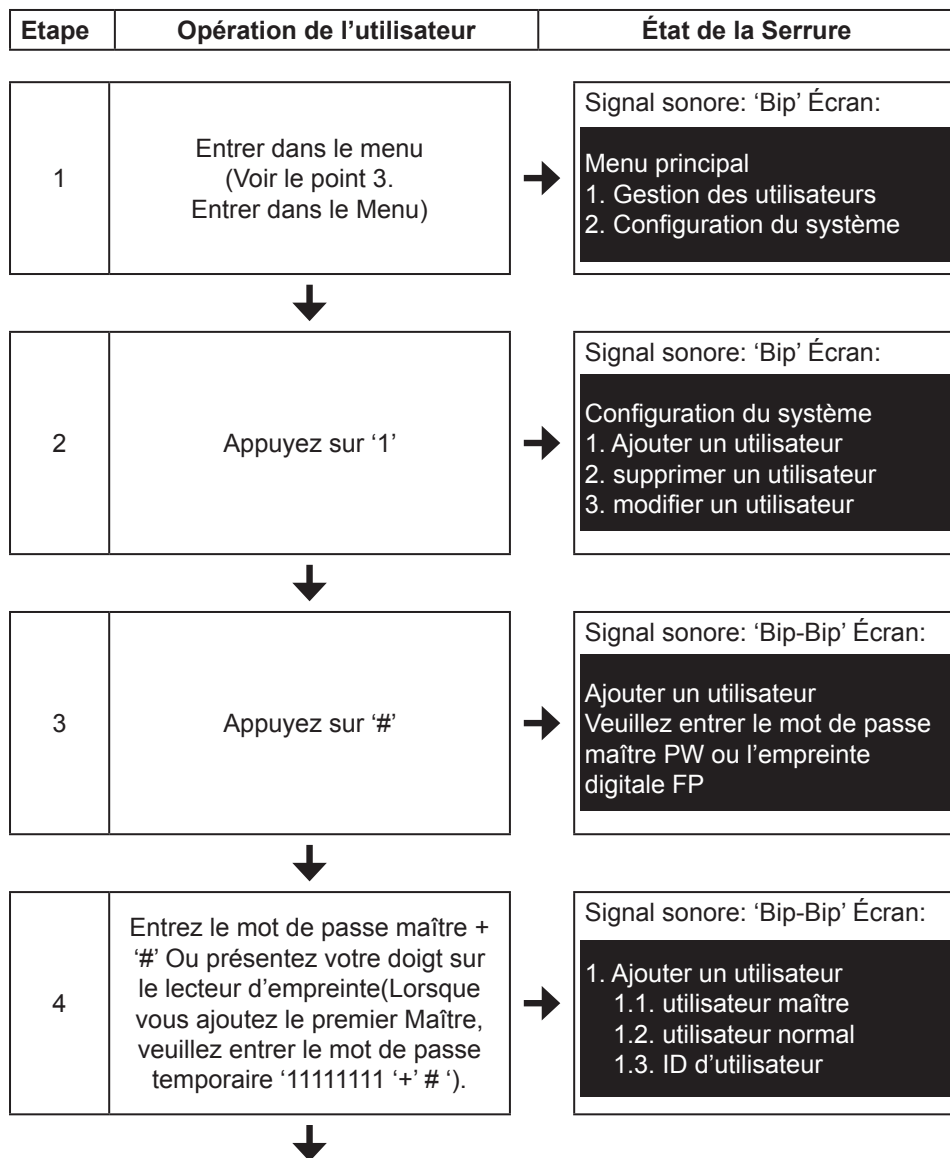 Etape Opération de l'utilisateur État de la Serrure
1
Entrer dans le menu
(Voir le point 3.
Entrer dans le Menu)
Signal sonore: 'Bip' Écran:
Menu principal
1. Gestion des utilisateurs
2. Configuration du système
2
Appuyez sur '1'
Signal sonore: 'Bip' Écran:
Configuration du système
1. Ajouter un utilisateur
2. supprimer un utilisateur
3. modifier un utilisateur
3
Appuyez sur '#'
Signal sonore: 'Bip-Bip' Écran:
Ajouter un utilisateur
Veuillez entrer le mot de passe
maître PW ou l'empreinte
digitale FP
4
Entrez le mot de passe maître +
‘#’ Ou présentez votre doigt sur
le lecteur d’empreinte(Lorsque
vous ajoutez le premier Maître,
veuillez entrer le mot de passe
temporaire ‘11111111 ‘+’ # ‘).
Signal sonore: 'Bip-Bip' Écran:
1. Ajouter un utilisateur
1.1. utilisateur maître
1.2. utilisateur normal
1.3. ID d'utilisateur